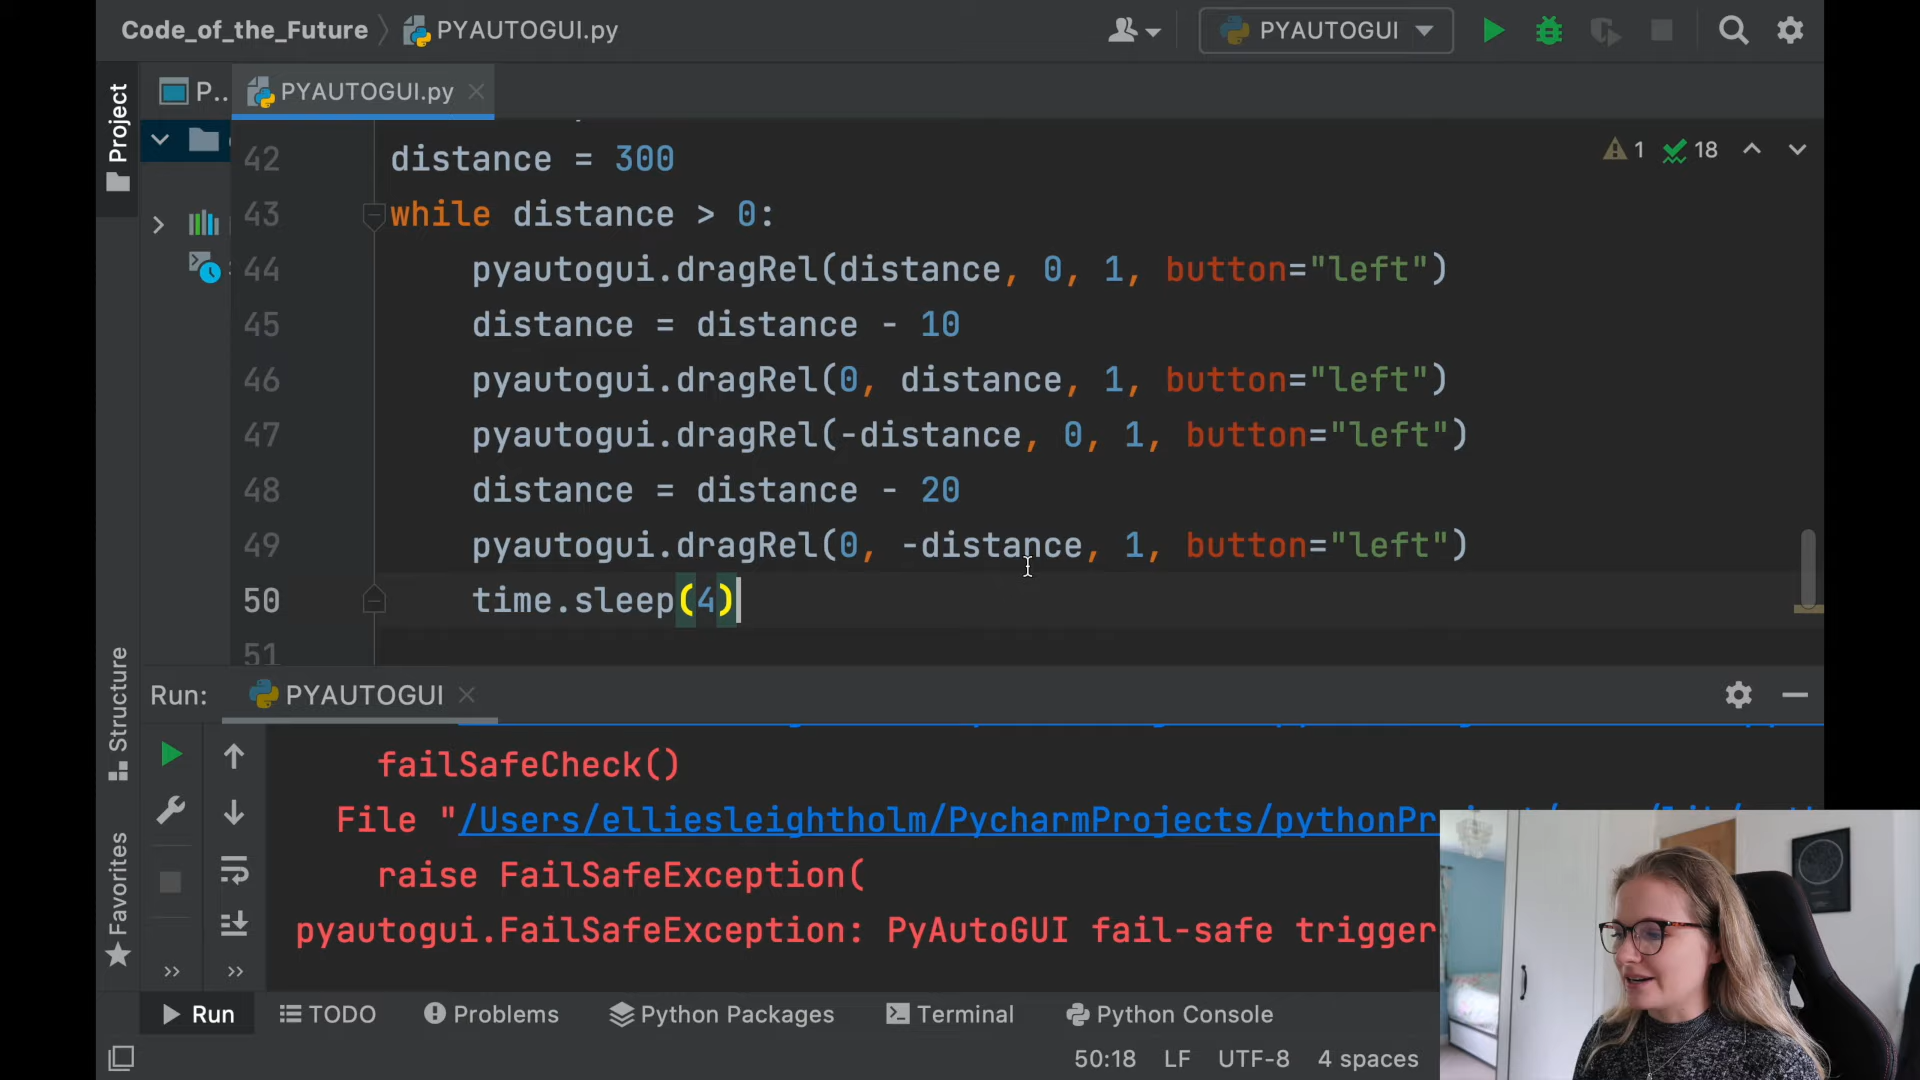 Code_of_the_Future
PYAUTOGUI.py
PYAUTOGUI
Project
P..
PYAUTOGUI.py
42 distance = 300
1
18
43 while distance > 0:
44 pyautogui.dragRel(distance, 0, 1, button="left")
45 distance = distance - 10
46 pyautogui.dragRel(0, distance, 1, button="left")
47 pyautogui.dragRel(-distance, 0, 1, button="left")
48 distance = distance - 20
49 pyautogui.dragRel(0, -distance, 1, button="left")
50 time.sleep(4)
51
Structure
Favorites
Run:
PYAUTOGUI
failSafeCheck()
File "/Users/elliesleightholm/PycharmProjects/pythonPr
raise FailSafeException(
pyautogui.FailSafeException: PyAutoGUI fail-safe trigger
Run
TODO
Problems
Python Packages
Terminal
Python Console
50:18
LF
UTF-8
4 spaces